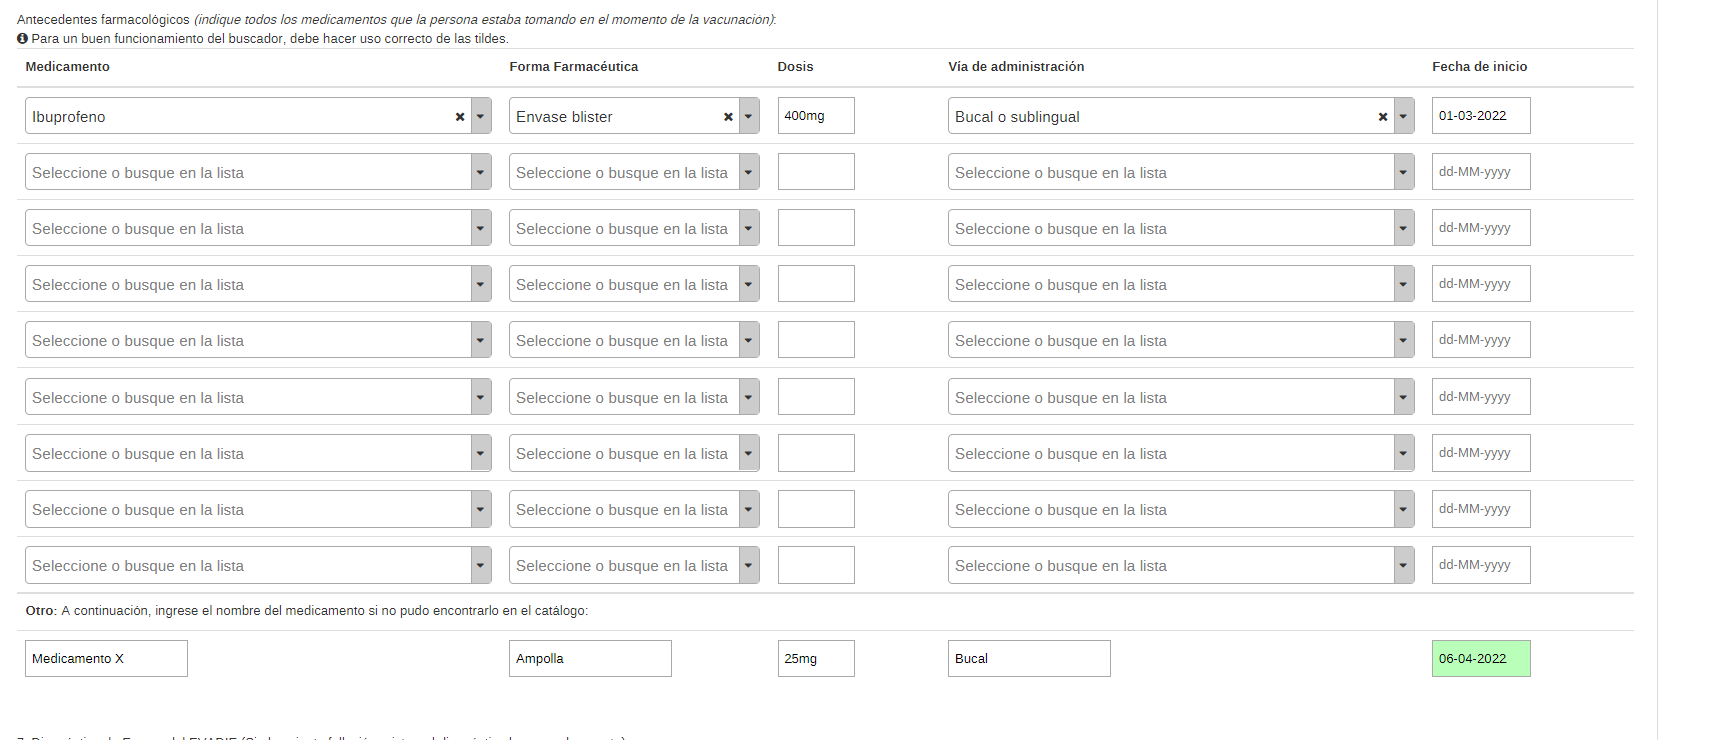 Antecedentes farmacológicos (indique todos los medicamentos que la persona estaba tomando en el momento de la vacunación):
Para un buen funcionamiento del buscador, debe hacer uso correcto de las tildes.
Medicamento Forma Farmacéutica Dosis Vía de administración Fecha de inicio
Ibuprofeno Envase blister 400mg Bucal o sublingual 01-03-2022
Seleccione o busque en la lista Seleccione o busque en la lista Seleccione o busque en la lista dd-MM-yyyy
Seleccione o busque en la lista Seleccione o busque en la lista Seleccione o busque en la lista dd-MM-yyyy
Seleccione o busque en la lista Seleccione o busque en la lista Seleccione o busque en la lista dd-MM-yyyy
Seleccione o busque en la lista Seleccione o busque en la lista Seleccione o busque en la lista dd-MM-yyyy
Seleccione o busque en la lista Seleccione o busque en la lista Seleccione o busque en la lista dd-MM-yyyy
Seleccione o busque en la lista Seleccione o busque en la lista Seleccione o busque en la lista dd-MM-yyyy
Seleccione o busque en la lista Seleccione o busque en la lista Seleccione o busque en la lista dd-MM-yyyy
Seleccione o busque en la lista Seleccione o busque en la lista Seleccione o busque en la lista dd-MM-yyyy
Otro: A continuación, ingrese el nombre del medicamento si no pudo encontrarlo en el catálogo:
Medicamento X Ampolla 25mg Bucal 06-04-2022